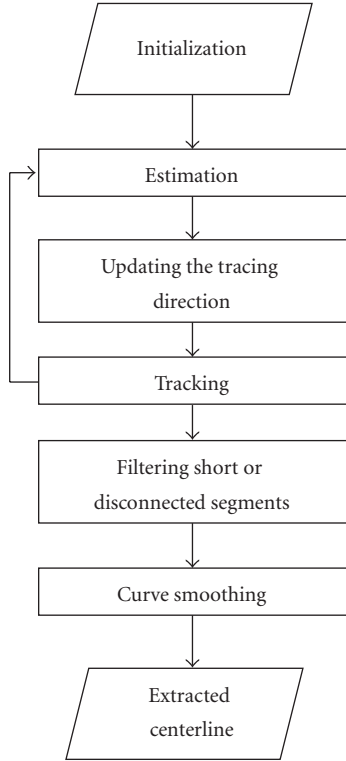 Initialization
Estimation
Updating the tracing
direction
Tracking
Filtering short or
disconnected segments
Curve smoothing
Extracted
centerline